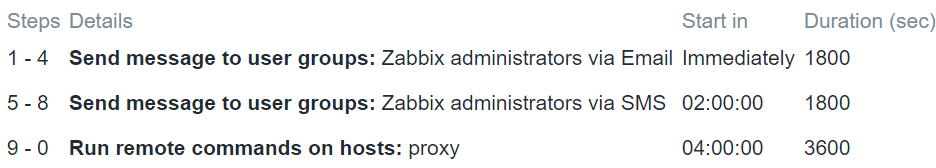 Steps Details Start in Duration (sec)
1 - 4 Send message to user groups: Zabbix administrators via Email Immediately 1800
5 - 8 Send message to user groups: Zabbix administrators via SMS 02:00:00 1800
9 - 0 Run remote commands on hosts: proxy 04:00:00 3600